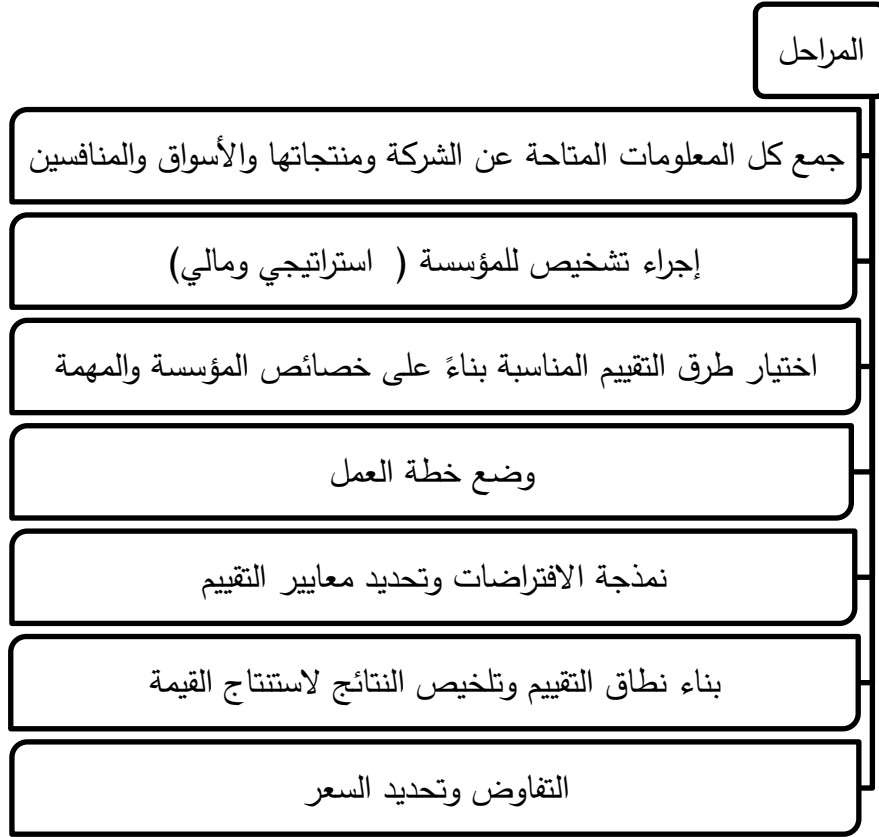 المراحل
جمع كل المعلومات المتاحة عن الشركة ومنتجاتها والأسواق والمنافسين
إجراء تشخيص للمؤسسة ( استراتيجي ومالي)
اختيار طرق التقييم المناسبة بناءً على خصائص المؤسسة والمهمة
وضع خطة العمل
نمذجة الافتراضات وتحديد معايير التقييم
بناء نطاق التقييم وتلخيص النتائج لاستنتاج القيمة
التفاوض وتحديد السعر